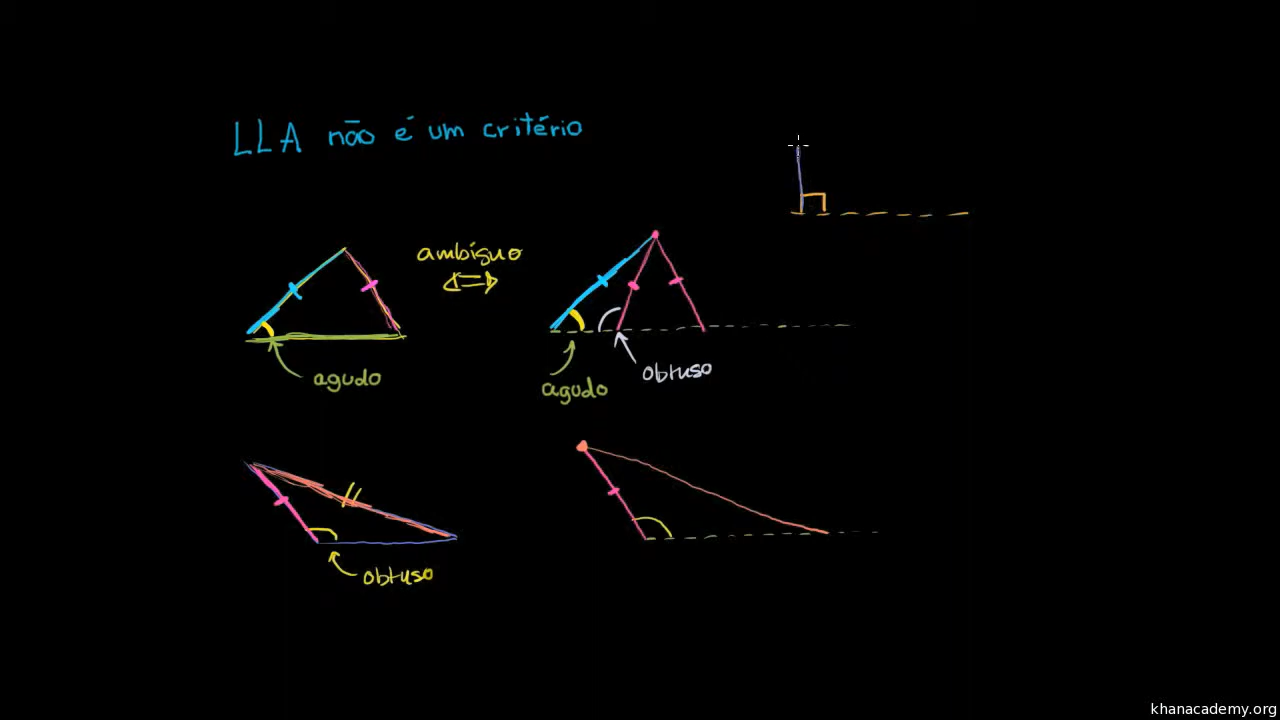 LLA não é um critério
ambíguo
agudo
agudo
obtuso
obtuso
khanacademy.org